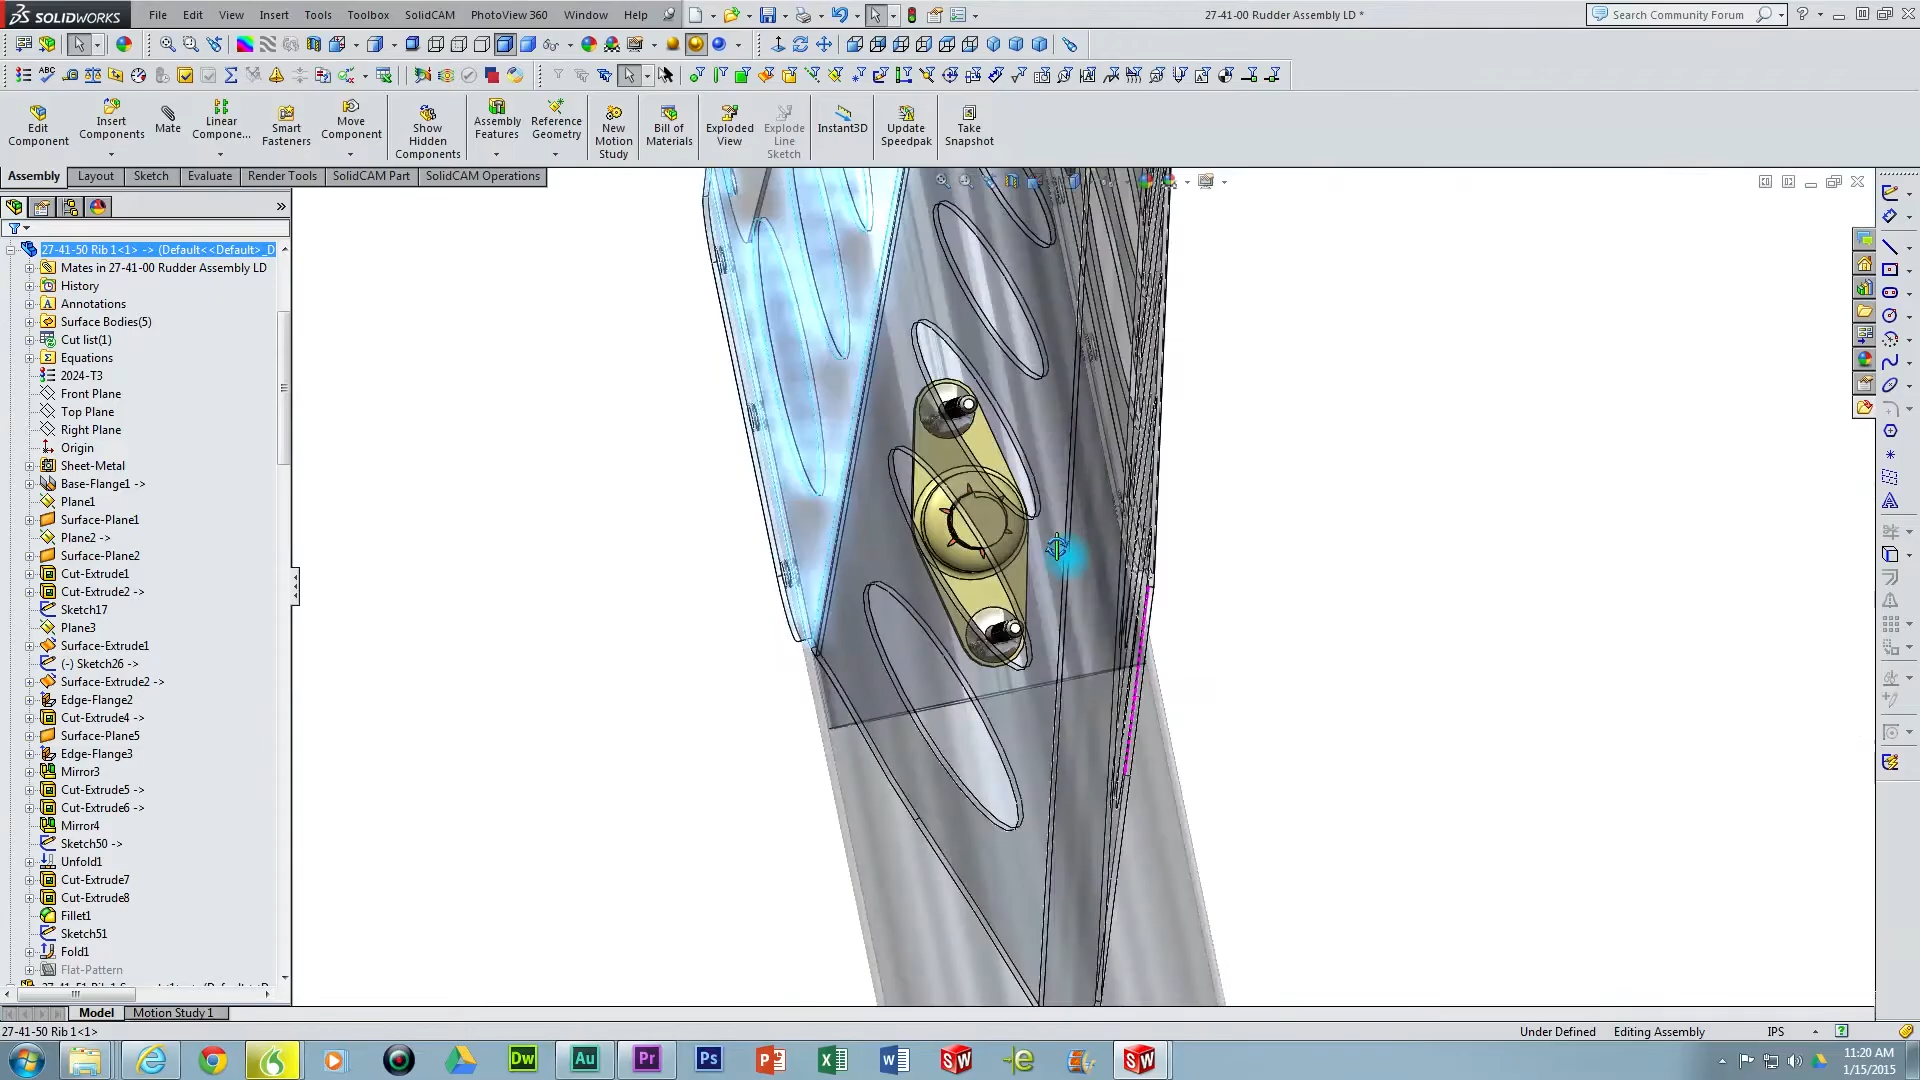 SOLIDWORKS
File Edit View Insert Tools Toolbox SolidCAM PhotoView 360 Window Help
27-41-00 Rudder Assembly LD *
Search Community Forum
Edit Component
Insert Components
Mate
Linear Compone...
Smart Fasteners
Move Component
Show Hidden Components
Assembly Features
Reference Geometry
New Motion Study
Bill of Materials
Exploded View
Explode Line Sketch
Instant3D
Update Speedpak
Take Snapshot
Assembly Layout Sketch Evaluate Render Tools SolidCAM Part SolidCAM Operations
27-41-50 Rib 1<1> -> (Default<<Default>_D
Mates in 27-41-00 Rudder Assembly LD
History
Annotations
Surface Bodies(5)
Cut list(1)
Equations
2024-T3
Front Plane
Top Plane
Right Plane
Origin
Sheet-Metal
Base-Flange1 ->
Plane1
Surface-Plane1
Plane2 ->
Surface-Plane2
Cut-Extrude1
Cut-Extrude2 ->
Sketch17
Plane3
Surface-Extrude1
(-) Sketch26 ->
Surface-Extrude2 ->
Edge-Flange2
Cut-Extrude4 ->
Surface-Plane5
Edge-Flange3
Mirror3
Cut-Extrude5 ->
Cut-Extrude6 ->
Mirror4
Sketch50 ->
Unfold1
Cut-Extrude7
Cut-Extrude8
Fillet1
Sketch51
Fold1
Flat-Pattern
Model Motion Study 1
27-41-50 Rib 1<1>
Under Defined Editing Assembly IPS
11:20 AM
1/15/2015